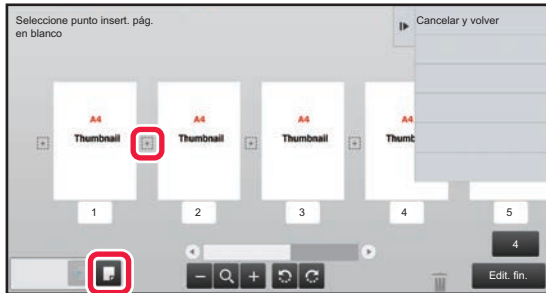 Seleccione punto insert. pág.
en blanco
Cancelar y volver
A4
Thumbnail
A4
Thumbnail
A4
Thumbnail
A4
Thumb
1
2
3
4
5
4
Edit. fin.